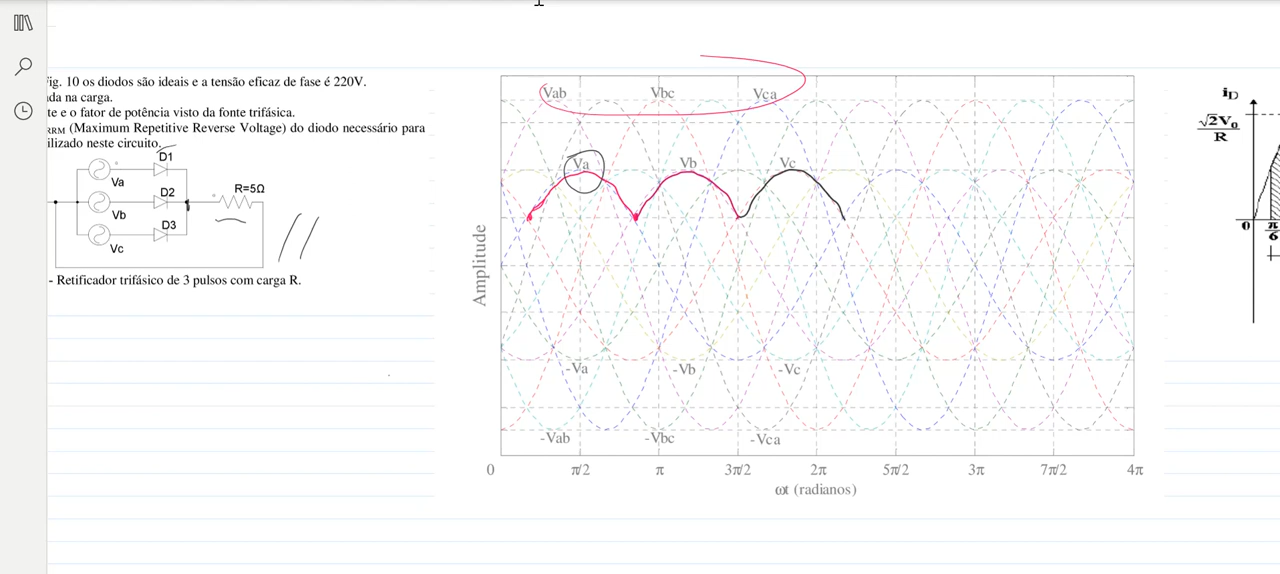 Fig. 10 os diodos são ideais e a tensão eficaz de fase é 220V.
da na carga.
te e o fator de potência visto da fonte trifásica.
RRM (Maximum Repetitive Reverse Voltage) do diodo necessário para
ilizado neste circuito.
D1
Va
D2
R=5Ω
Vb
D3
Vc
- Retificador trifásico de 3 pulsos com carga R.
Vab Vbc Vca
Va Vb Vc
Amplitude
-Va -Vb -Vc
-Vab -Vbc -Vca
0 π/2 π 3π/2 2π 5π/2 3π 7π/2 4π
ωt (radianos)
iD
√2V₀
R
0 π
6